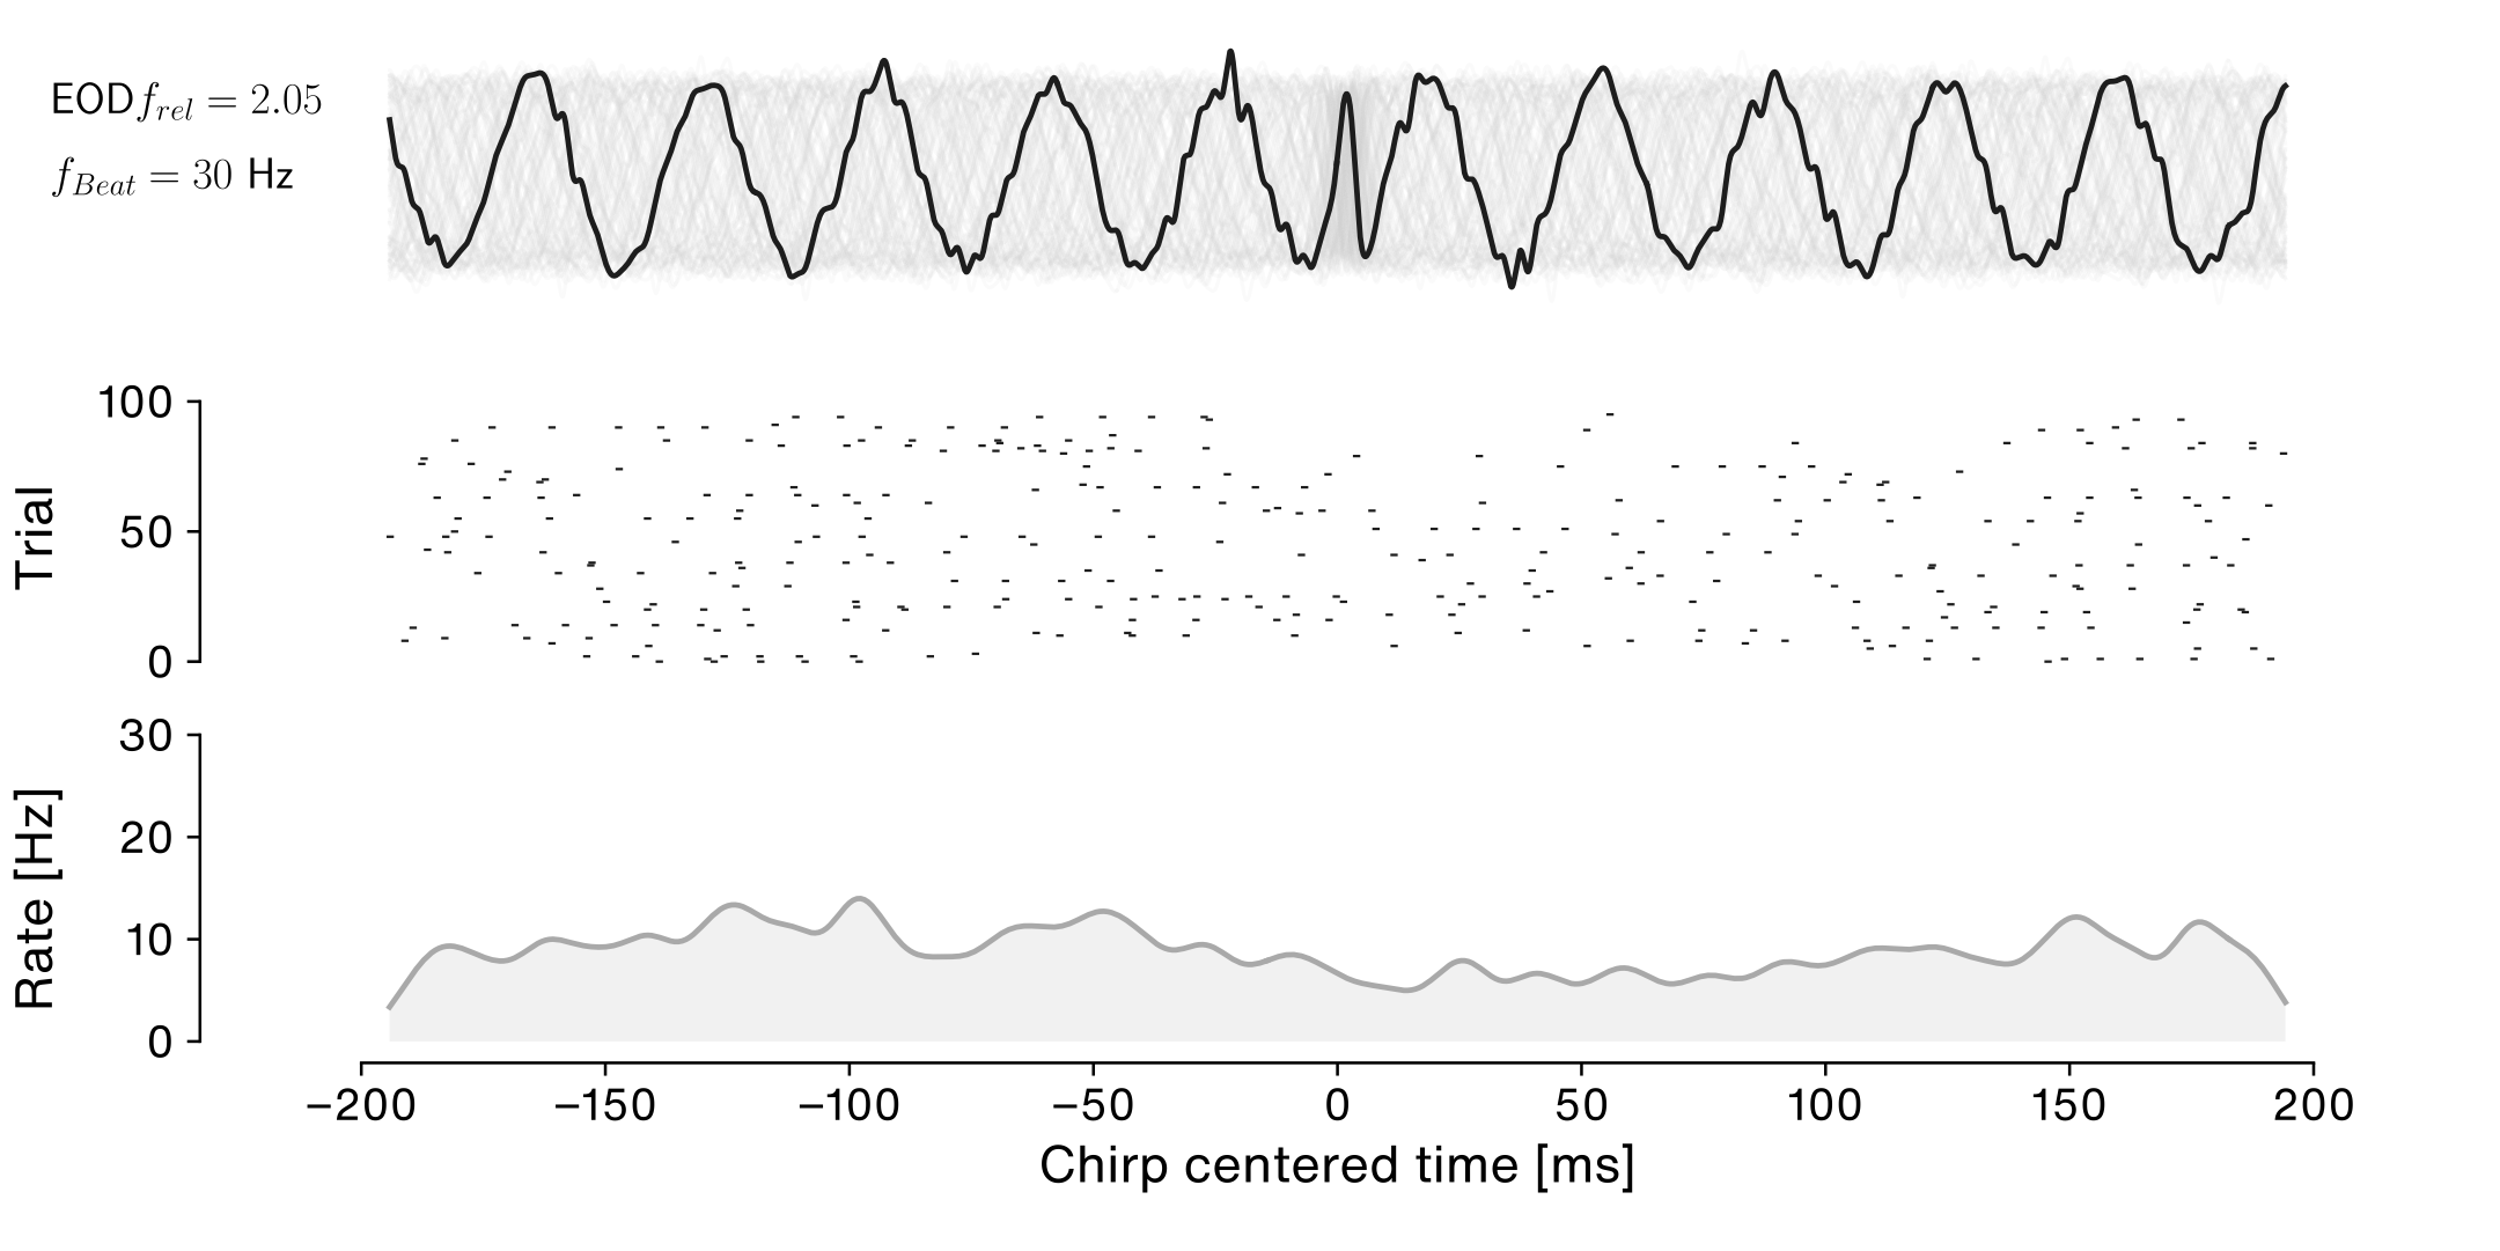 EODf_rel = 2.05
f_Beat = 30 Hz
Trial
100
50
0
Rate [Hz]
30
20
10
0
−200 −150 −100 −50 0 50 100 150 200
Chirp centered time [ms]